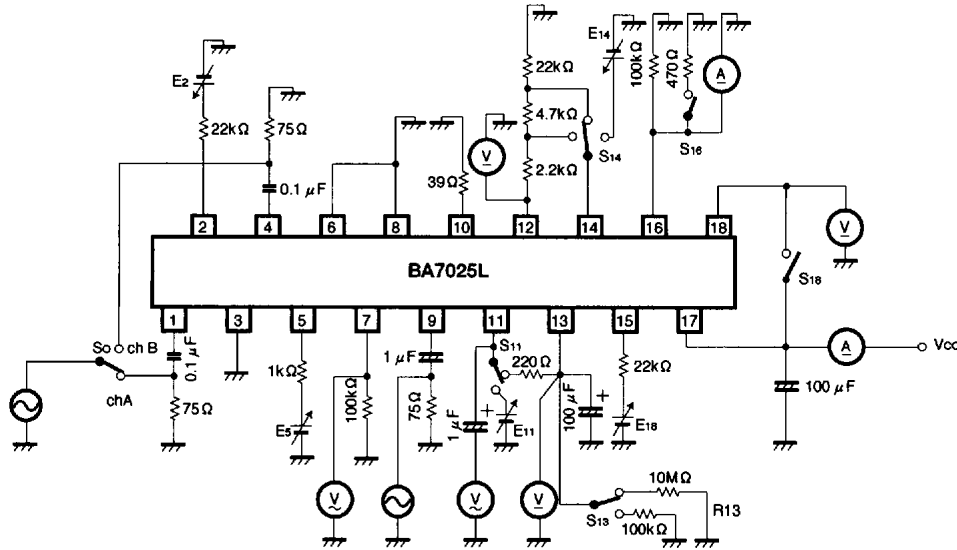 E2
22kΩ
75Ω
0.1 μF
39Ω
V
22kΩ
4.7kΩ
2.2kΩ
E14
S14
100kΩ
470Ω
A
S16
2
4
6
8
10
12
14
16
18
BA7025L
V
S18
1
3
5
7
9
11
13
15
17
S
ch B
chA
0.1 μF
75Ω
1kΩ
E5
100kΩ
1 μF
75Ω
S11
220Ω
1 μF
+
E11
100 μF
+
22kΩ
E18
A
Vcc
100 μF
V
V
V
S13
10MΩ
100kΩ
R13